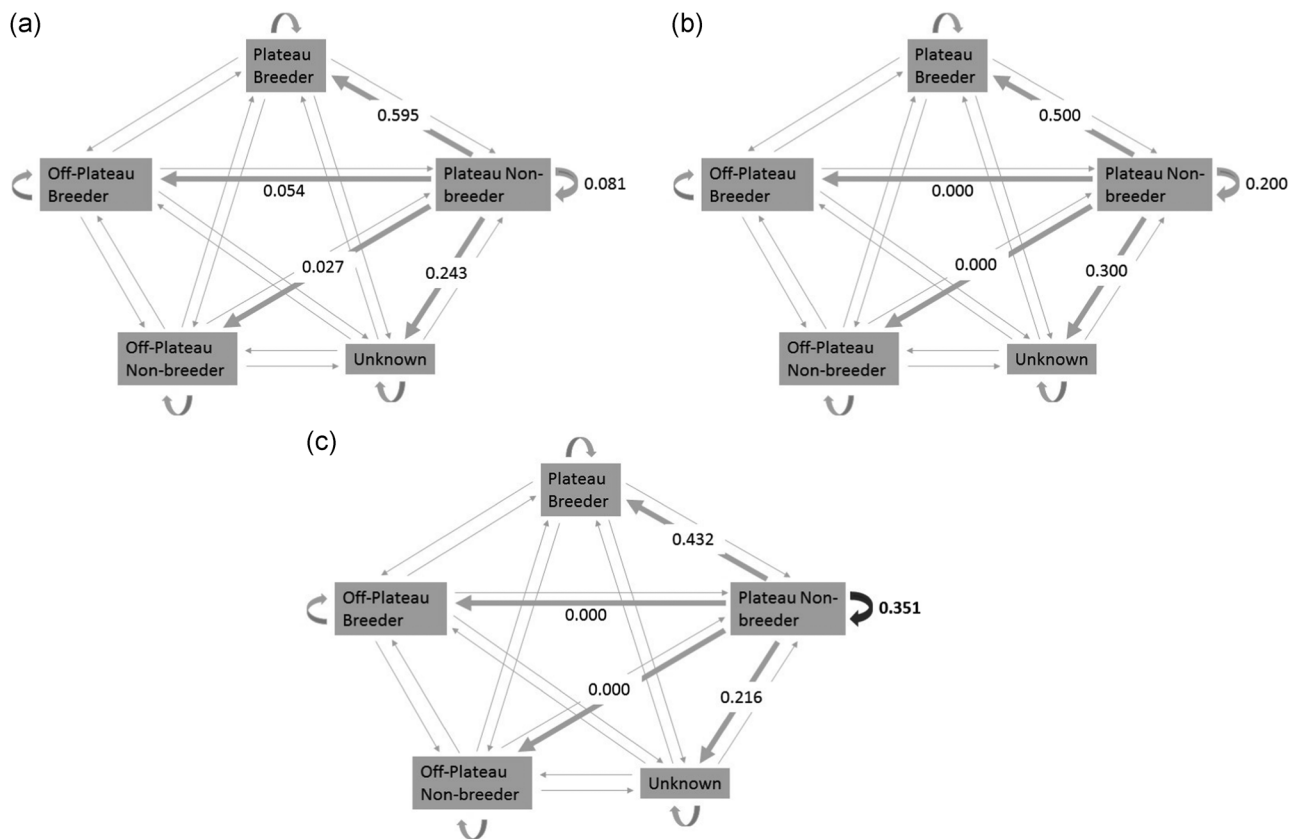 (a)
Plateau
Breeder
0.595
Off-Plateau
Breeder
Plateau Non-
breeder
0.081
0.054
0.027
0.243
Off-Plateau
Non-breeder
Unknown
(b)
Plateau
Breeder
0.500
Off-Plateau
Breeder
Plateau Non-
breeder
0.200
0.000
0.000
0.300
Off-Plateau
Non-breeder
Unknown
(c)
Plateau
Breeder
0.432
Off-Plateau
Breeder
Plateau Non-
breeder
0.351
0.000
0.000
0.216
Off-Plateau
Non-breeder
Unknown